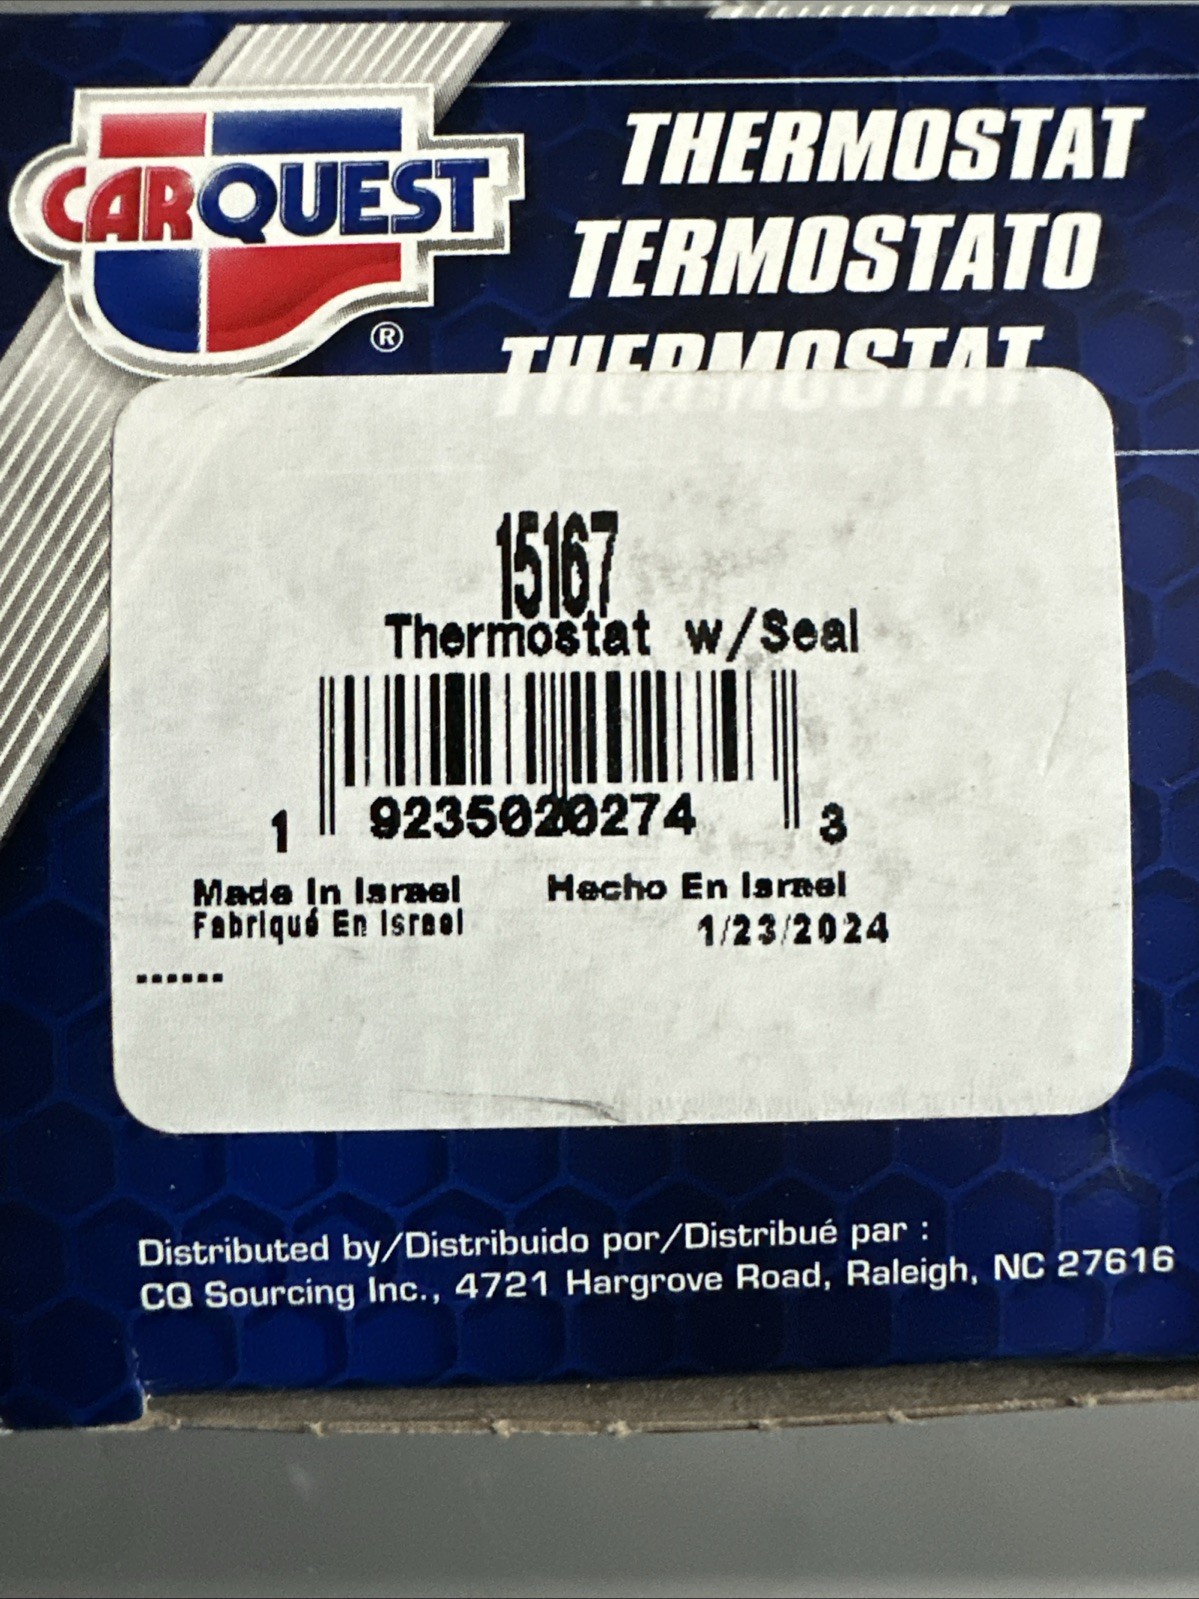 CARQUEST
®
THERMOSTAT
TERMOSTATO
THERMOSTAT
15167
Thermostat w/Seal
1 9235020274 3
Made In Israel Hecho En Israel
Fabriqué En Israel 1/23/2024
Distributed by/Distribuido por/Distribué par :
CQ Sourcing Inc., 4721 Hargrove Road, Raleigh, NC 27616